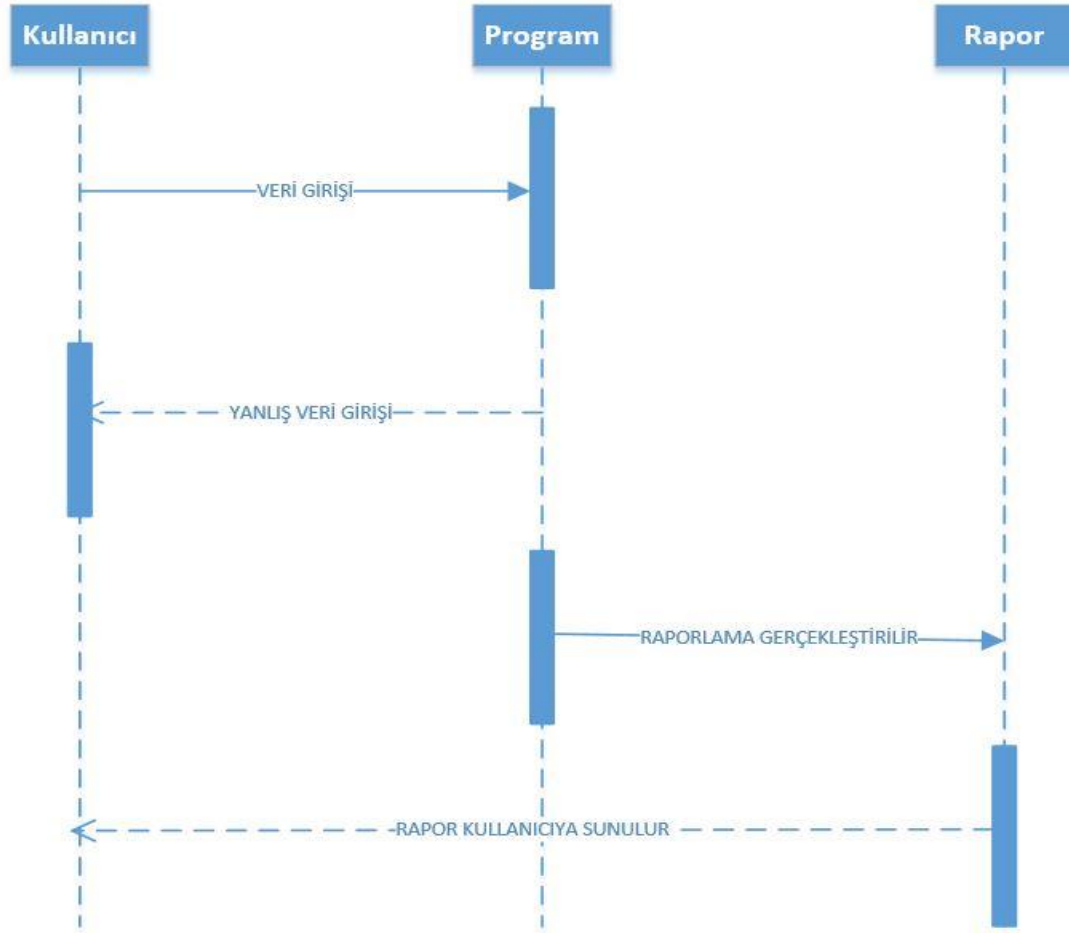 Kullanıcı
Program
Rapor
VERİ GİRİŞİ
YANLIŞ VERİ GİRİŞİ
RAPORLAMA GERÇEKLEŞTİRİLİR
RAPOR KULLANICIYA SUNULUR